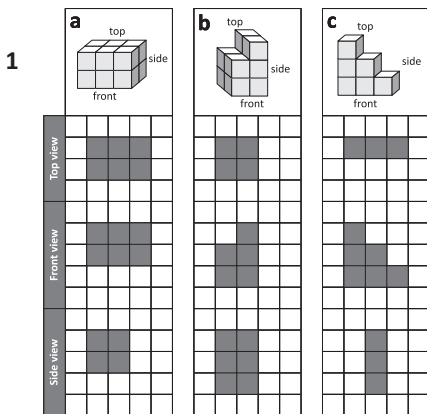 1
a
top
side
front
b
top
side
front
c
top
side
front
Top view
Front view
Side view